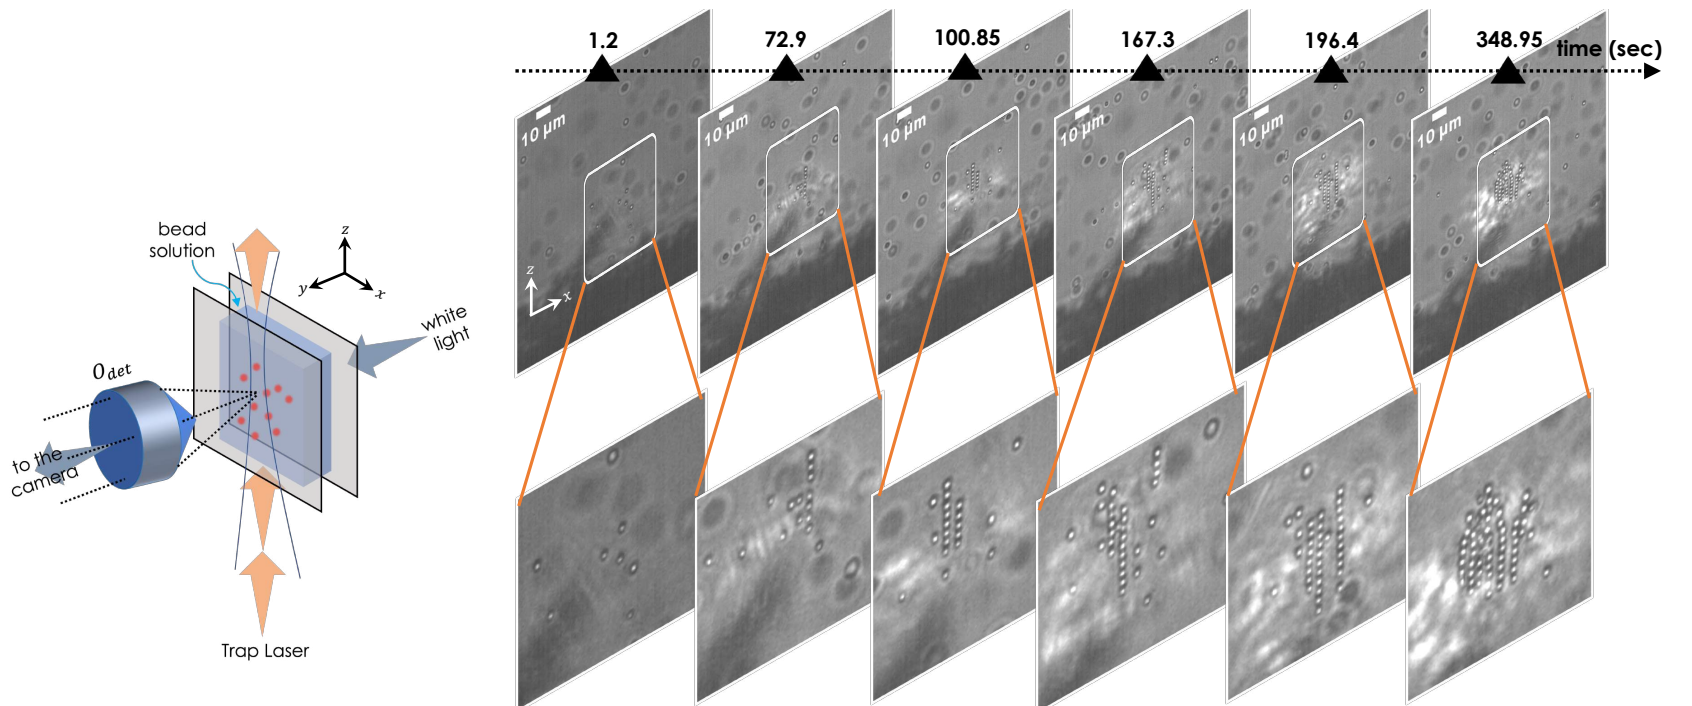 1.2
72.9
100.85
167.3
196.4
348.95
time (sec)
10 µm
10 µm
10 µm
10 µm
10 µm
10 µm
z
x
bead
solution
z
y
x
white
light
O_det
to the
camera
Trap Laser